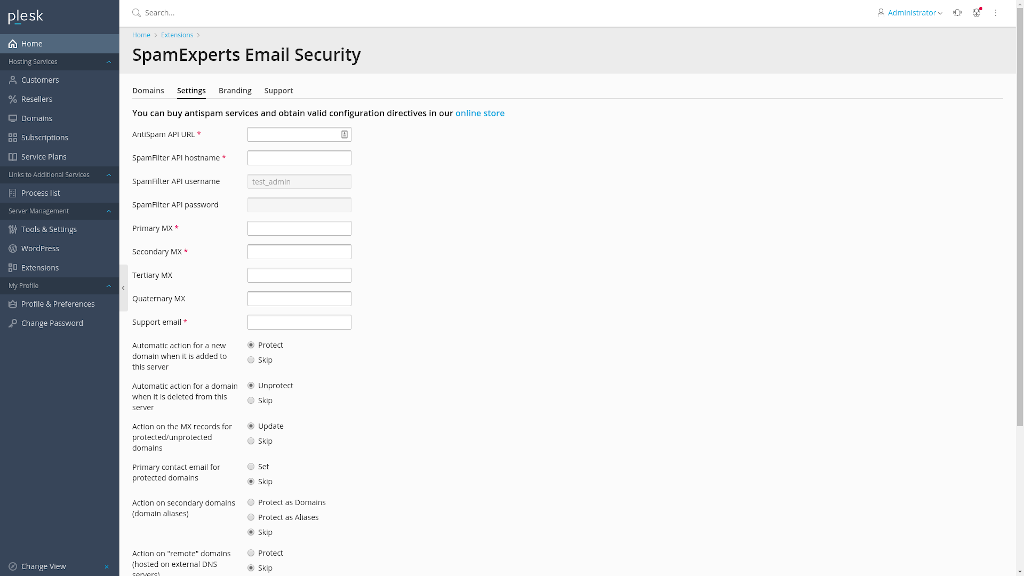 plesk
Search...
Administrator
Home
Hosting Services
Customers
Resellers
Domains
Subscriptions
Service Plans
Links to Additional Services
Process list
Server Management
Tools & Settings
WordPress
Extensions
My Profile
Profile & Preferences
Change Password
Change View
Home > Extensions >
SpamExperts Email Security
Domains Settings Branding Support
You can buy antispam services and obtain valid configuration directives in our online store
AntiSpam API URL *
SpamFilter API hostname *
SpamFilter API username
test_admin
SpamFilter API password
Primary MX *
Secondary MX *
Tertiary MX
Quaternary MX
Support email *
Automatic action for a new
domain when it is added to
this server
Protect
Skip
Automatic action for a domain
when it is deleted from this
server
Unprotect
Skip
Action on the MX records for
protected/unprotected
domains
Update
Skip
Primary contact email for
protected domains
Set
Skip
Action on secondary domains
(domain aliases)
Protect as Domains
Protect as Aliases
Skip
Action on "remote" domains
(hosted on external DNS
servers)
Protect
Skip